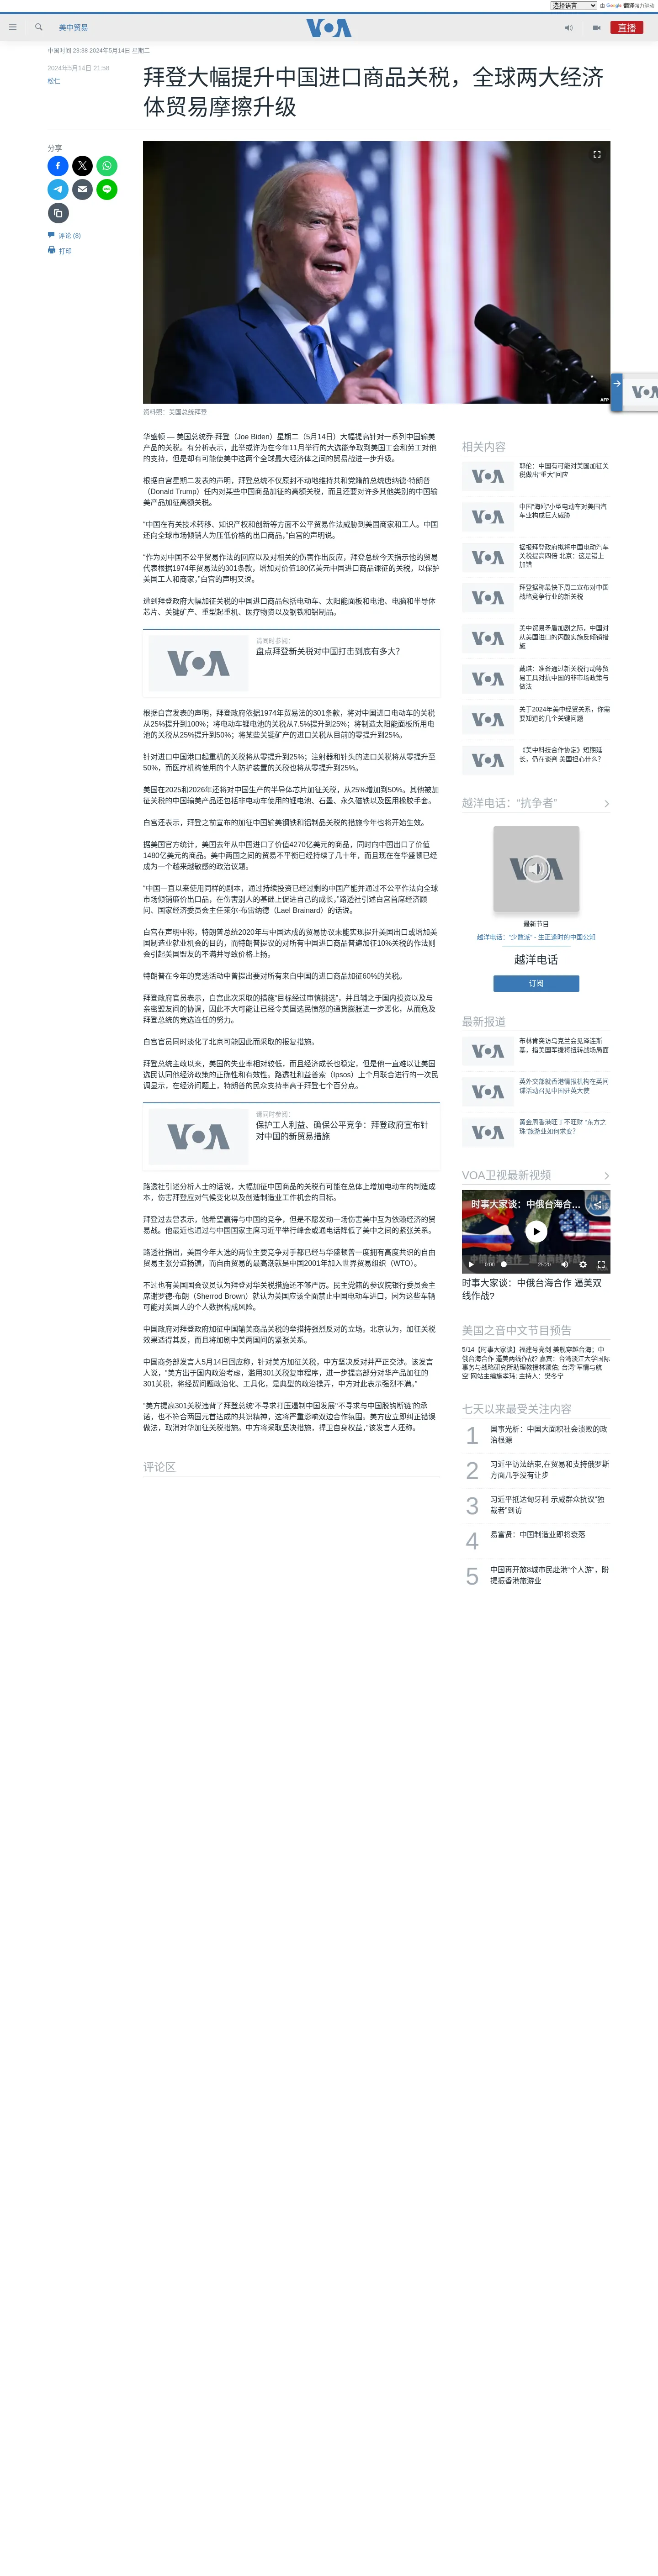 选择语言
由 Google 翻译强力驱动
美中贸易
VOA
直播
中国时间 23:38 2024年5月14日 星期二
2024年5月14日 21:58
松仁
拜登大幅提升中国进口商品关税，全球两大经济
体贸易摩擦升级
分享
评论 (8)
打印
AFP
资料照：美国总统拜登
华盛顿 — 美国总统乔·拜登（Joe Biden）星期二（5月14日）大幅提高针对一系列中国输美
产品的关税。有分析表示，此举或许为在今年11月举行的大选能争取到美国工会和劳工对他
的支持，但是却有可能使美中这两个全球最大经济体之间的贸易战进一步升级。
根据白宫星期二发表的声明，拜登总统不仅原封不动地维持共和党籍前总统唐纳德·特朗普
（Donald Trump）任内对某些中国商品加征的高额关税，而且还要对许多其他类别的中国输
美产品加征高额关税。
“中国在有关技术转移、知识产权和创新等方面不公平贸易作法威胁到美国商家和工人。中国
还向全球市场倾销人为压低价格的出口商品，”白宫的声明说。
“作为对中国不公平贸易作法的回应以及对相关的伤害作出反应，拜登总统今天指示他的贸易
代表根据1974年贸易法的301条款，增加对价值180亿美元中国进口商品课征的关税，以保护
美国工人和商家，”白宫的声明又说。
遭到拜登政府大幅加征关税的中国进口商品包括电动车、太阳能面板和电池、电脑和半导体
芯片、关键矿产、重型起重机、医疗物资以及钢铁和铝制品。
VOA
请同时参阅：
盘点拜登新关税对中国打击到底有多大？
根据白宫发表的声明，拜登政府依据1974年贸易法的301条款，将对中国进口电动车的关税
从25%提升到100%；将电动车锂电池的关税从7.5%提升到25%；将制造太阳能面板所用电
池的关税从25%提升到50%；将某些关键矿产的进口关税从目前的零提升到25%。
针对进口中国港口起重机的关税将从零提升到25%；注射器和针头的进口关税将从零提升至
50%，而医疗机构使用的个人防护装置的关税也将从零提升到25%。
美国在2025和2026年还将对中国生产的半导体芯片加征关税，从25%增加到50%。其他被加
征关税的中国输美产品还包括非电动车使用的锂电池、石墨、永久磁铁以及医用橡胶手套。
白宫还表示，拜登之前宣布的加征中国输美钢铁和铝制品关税的措施今年也将开始生效。
据美国官方统计，美国去年从中国进口了价值4270亿美元的商品，同时向中国出口了价值
1480亿美元的商品。美中两国之间的贸易不平衡已经持续了几十年，而且现在在华盛顿已经
成为一个越来越敏感的政治议题。
“中国一直以来使用同样的剧本，通过持续投资已经过剩的中国产能并通过不公平作法向全球
市场倾销廉价出口品，在伤害别人的基础上促进自己的成长，”路透社引述白宫首席经济顾
问、国家经济委员会主任莱尔·布雷纳德（Lael Brainard）的话说。
白宫在声明中称，特朗普总统2020年与中国达成的贸易协议未能实现提升美国出口或增加美
国制造业就业机会的目的，而特朗普提议的对所有中国进口商品普遍加征10%关税的作法则
会引起美国盟友的不满并导致价格上扬。
特朗普在今年的竞选活动中曾提出要对所有来自中国的进口商品加征60%的关税。
拜登政府官员表示，白宫此次采取的措施“目标经过审慎挑选”，并且辅之于国内投资以及与
亲密盟友间的协调，因此不大可能让已经令美国选民愤怒的通货膨胀进一步恶化，从而危及
拜登总统的竞选连任的努力。
白宫官员同时淡化了北京可能因此而采取的报复措施。
拜登总统主政以来，美国的失业率相对较低，而且经济成长也稳定，但是他一直难以让美国
选民认同他经济政策的正确性和有效性。路透社和益普索（Ipsos）上个月联合进行的一次民
调显示，在经济问题上，特朗普的民众支持率高于拜登七个百分点。
VOA
请同时参阅：
保护工人利益、确保公平竞争：拜登政府宣布针
对中国的新贸易措施
路透社引述分析人士的话说，大幅加征中国商品的关税有可能在总体上增加电动车的制造成
本，伤害拜登应对气候变化以及创造制造业工作机会的目标。
拜登过去曾表示，他希望赢得与中国的竞争，但是不愿发动一场伤害美中互为依赖经济的贸
易战。他最近也通过与中国国家主席习近平举行峰会或通电话降低了美中之间的紧张关系。
路透社指出，美国今年大选的两位主要竞争对手都已经与华盛顿曾一度拥有高度共识的自由
贸易主张分道扬镳，而自由贸易的最高潮就是中国2001年加入世界贸易组织（WTO）。
不过也有美国国会议员认为拜登对华关税措施还不够严厉。民主党籍的参议院银行委员会主
席谢罗德·布朗（Sherrod Brown）就认为美国应该全面禁止中国电动车进口，因为这些车辆
可能对美国人的个人数据构成风险。
中国政府对拜登政府加征中国输美商品关税的举措持强烈反对的立场。北京认为，加征关税
效果适得其反，而且将加剧中美两国间的紧张关系。
中国商务部发言人5月14日回应称，针对美方加征关税，中方坚决反对并严正交涉。该发言
人说，“美方出于国内政治考虑，滥用301关税复审程序，进一步提高部分对华产品加征的
301关税，将经贸问题政治化、工具化，是典型的政治操弄，中方对此表示强烈不满。”
“美方提高301关税违背了拜登总统‘不寻求打压遏制中国发展’‘不寻求与中国脱钩断链’的承
诺，也不符合两国元首达成的共识精神，这将严重影响双边合作氛围。美方应立即纠正错误
做法，取消对华加征关税措施。中方将采取坚决措施，捍卫自身权益，”该发言人还称。
评论区
相关内容
耶伦：中国有可能对美国加征关
税做出“重大”回应
中国“海鸥”小型电动车对美国汽
车业构成巨大威胁
据报拜登政府拟将中国电动汽车
关税提高四倍 北京：这是错上
加错
拜登据称最快下周二宣布对中国
战略竞争行业的新关税
美中贸易矛盾加剧之际，中国对
从美国进口的丙酸实施反倾销措
施
戴琪：准备通过新关税行动等贸
易工具对抗中国的非市场政策与
做法
关于2024年美中经贸关系，你需
要知道的几个关键问题
《美中科技合作协定》短期延
长，仍在谈判 美国担心什么？
越洋电话：“抗争者”
最新节目
越洋电话：“少数派” - 生正逢时的中国公知
越洋电话
订阅
最新报道
布林肯突访乌克兰会见泽连斯
基，指美国军援将扭转战场局面
英外交部就香港情报机构在英间
谍活动召见中国驻英大使
黄金周香港旺丁不旺财 “东方之
珠”旅游业如何求变？
VOA卫视最新视频
时事大家谈：中俄台海合...
0:00
25:20
时事大家谈：中俄台海合作 逼美双
线作战?
美国之音中文节目预告
5/14【时事大家谈】福建号亮剑 美舰穿越台海；中
俄台海合作 逼美两线作战? 嘉宾：台湾淡江大学国际
事务与战略研究所助理教授林颖佑; 台湾“军情与航
空”网站主编施孝玮; 主持人：樊冬宁
七天以来最受关注内容
1
国事光析：中国大面积社会溃败的政
治根源
2
习近平访法结束,在贸易和支持俄罗斯
方面几乎没有让步
3
习近平抵达匈牙利 示威群众抗议“独
裁者”到访
4
易富贤：中国制造业即将衰落
5
中国再开放8城市民赴港“个人游”，盼
提振香港旅游业